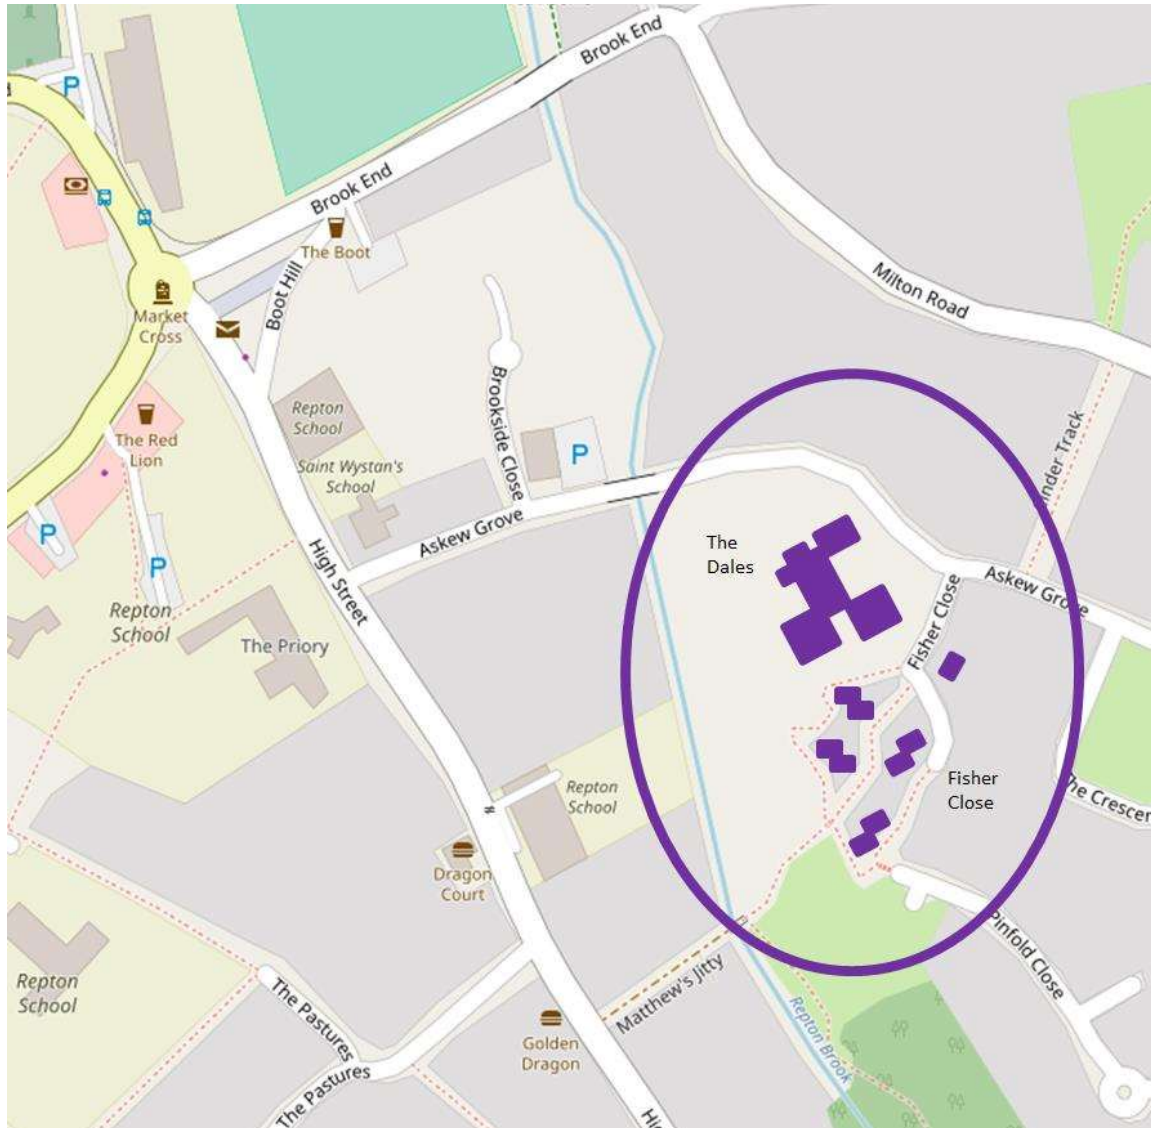 Brook End
P
Brook End
The Boot
Milton Road
Boot Hill
Market
Cross
Brookside Close
Repton
School
The Red
Lion
Saint Wystan's
School
P
Askew Grove
P
P
High Street
The
Dales
Askew Grove
Fisher Close
Repton
School
The Priory
Fisher
Close
The Crescen
Repton
School
Dragon
Court
Pinfold Close
Repton
School
The Pastures
Matthew's Jitty
Repton Brook
Golden
Dragon
The Pastures